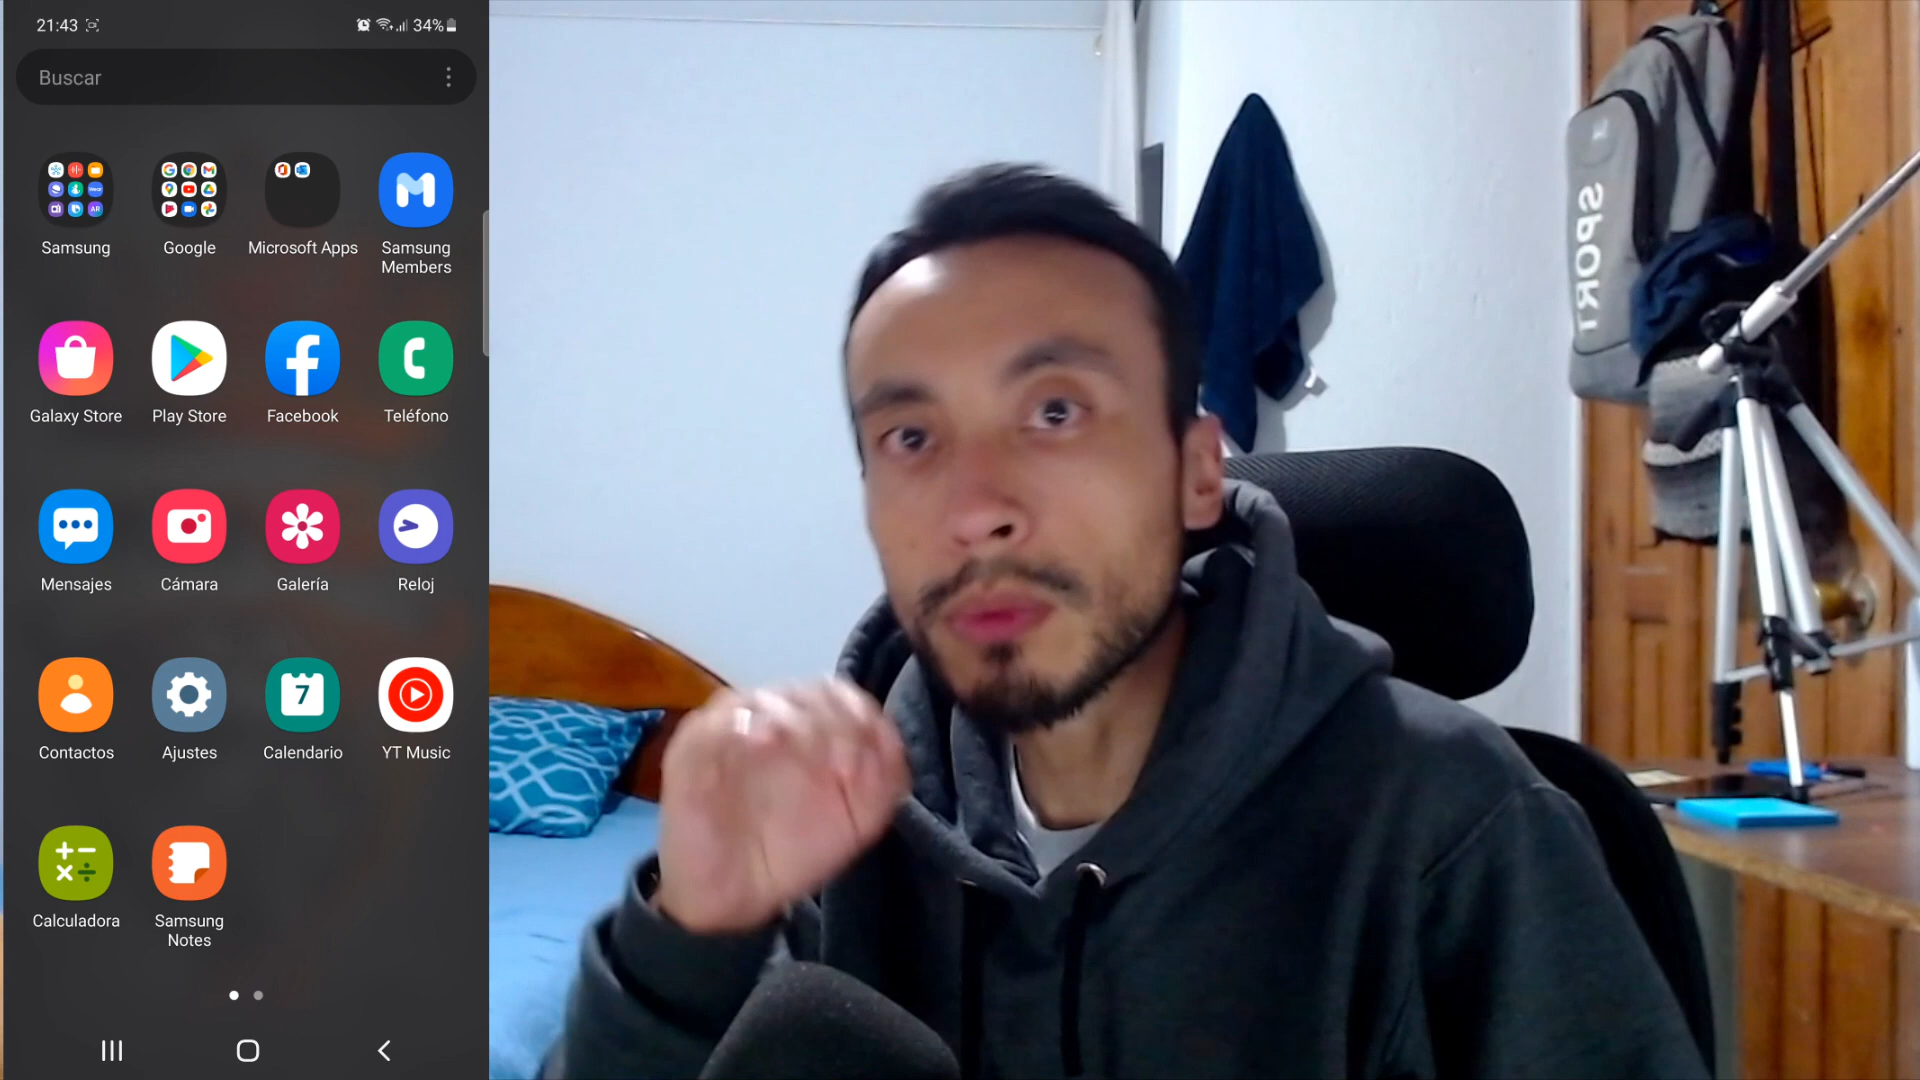 21:43
34%
Buscar
Samsung
Google
Microsoft Apps
Samsung
Members
Galaxy Store
Play Store
Facebook
Teléfono
Mensajes
Cámara
Galería
Reloj
Contactos
Ajustes
7
Calendario
YT Music
Calculadora
Samsung
Notes
SPORT